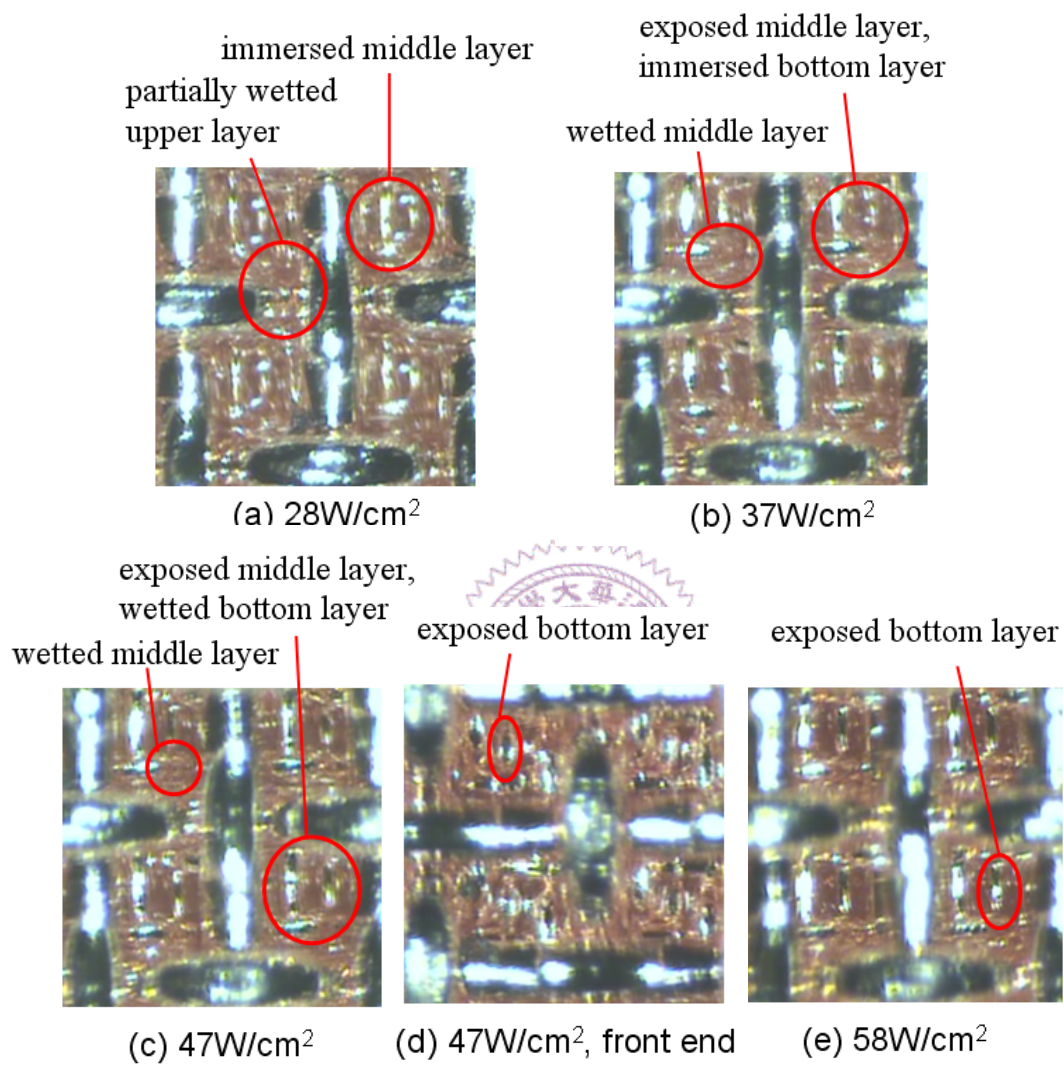 immersed middle layer
partially wetted
upper layer
exposed middle layer,
immersed bottom layer
wetted middle layer
(a) 28W/cm²
(b) 37W/cm²
exposed middle layer,
wetted bottom layer
wetted middle layer
exposed bottom layer
exposed bottom layer
(c) 47W/cm²
(d) 47W/cm², front end
(e) 58W/cm²